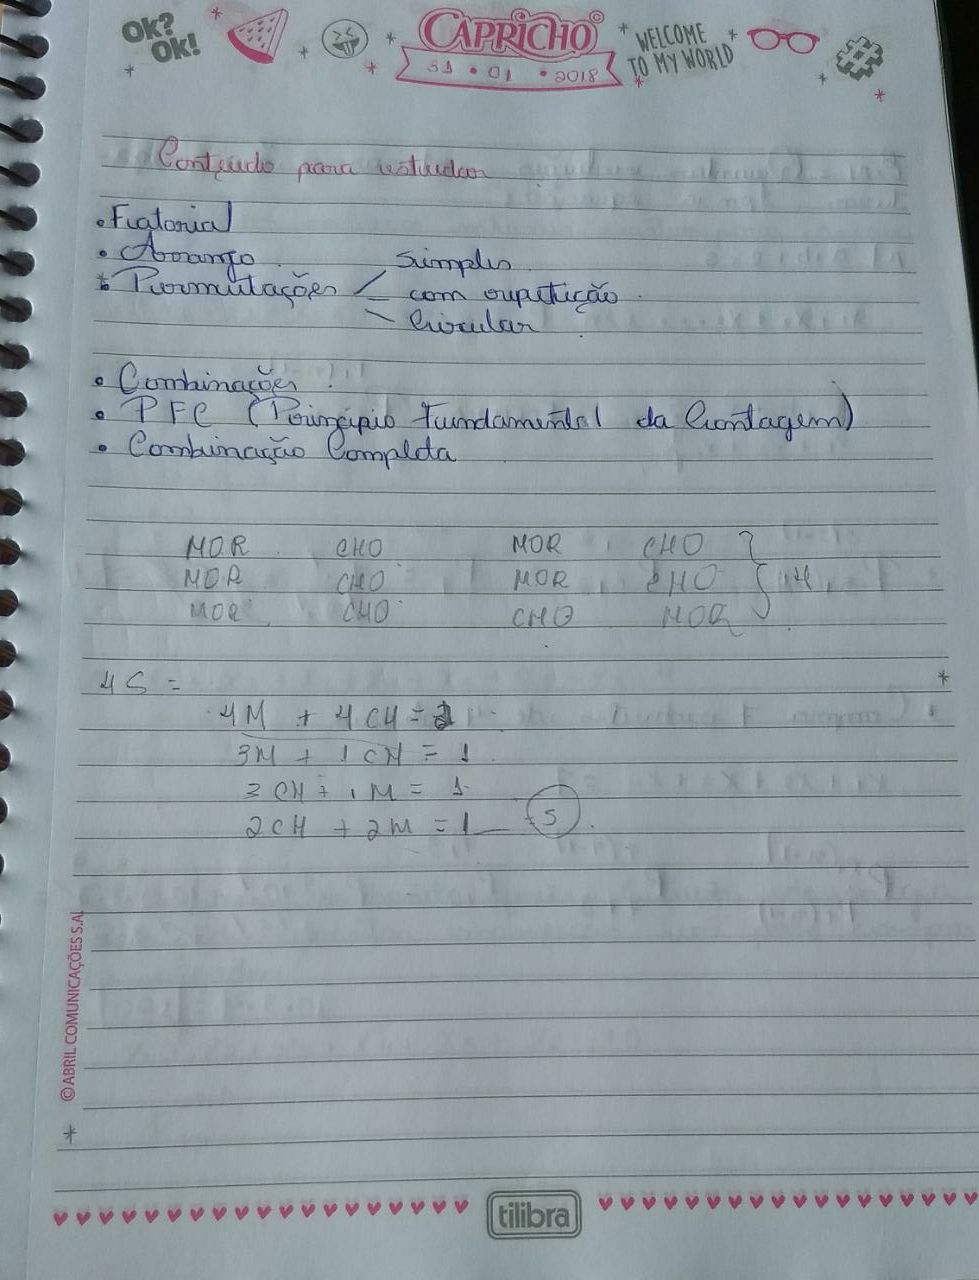 OK?
OK!
CAPRICHO
31 • 01 • 2018
WELCOME
TO MY WORLD
Conteúdo para estudar
• Fatorial
• Arranjo
Simples
• Permutações
com repetição
Circular
• Combinações
• PFC (Princípio Fundamental da Contagem)
• Combinação Completa
MOR CHO MOR CHO
MOR CHO MOR CHO
MOR CHO CHO MOR
4S =
4M + 4CH =
3M + 1CH = 1
3CH + 1M = 1
2CH + 2M = 1 5
© ABRIL COMUNICAÇÕES S.A.
tilibra